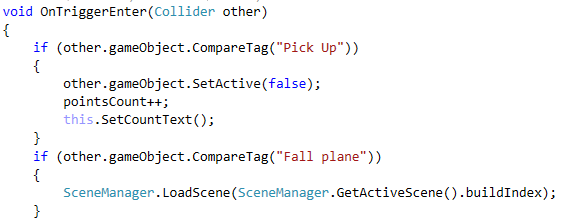 void OnTriggerEnter(Collider other)
{
    if (other.gameObject.CompareTag("Pick Up"))
    {
        other.gameObject.SetActive(false);
        pointsCount++;
        this.SetCountText();
    }
    if (other.gameObject.CompareTag("Fall plane"))
    {
        SceneManager.LoadScene(SceneManager.GetActiveScene().buildIndex);
    }